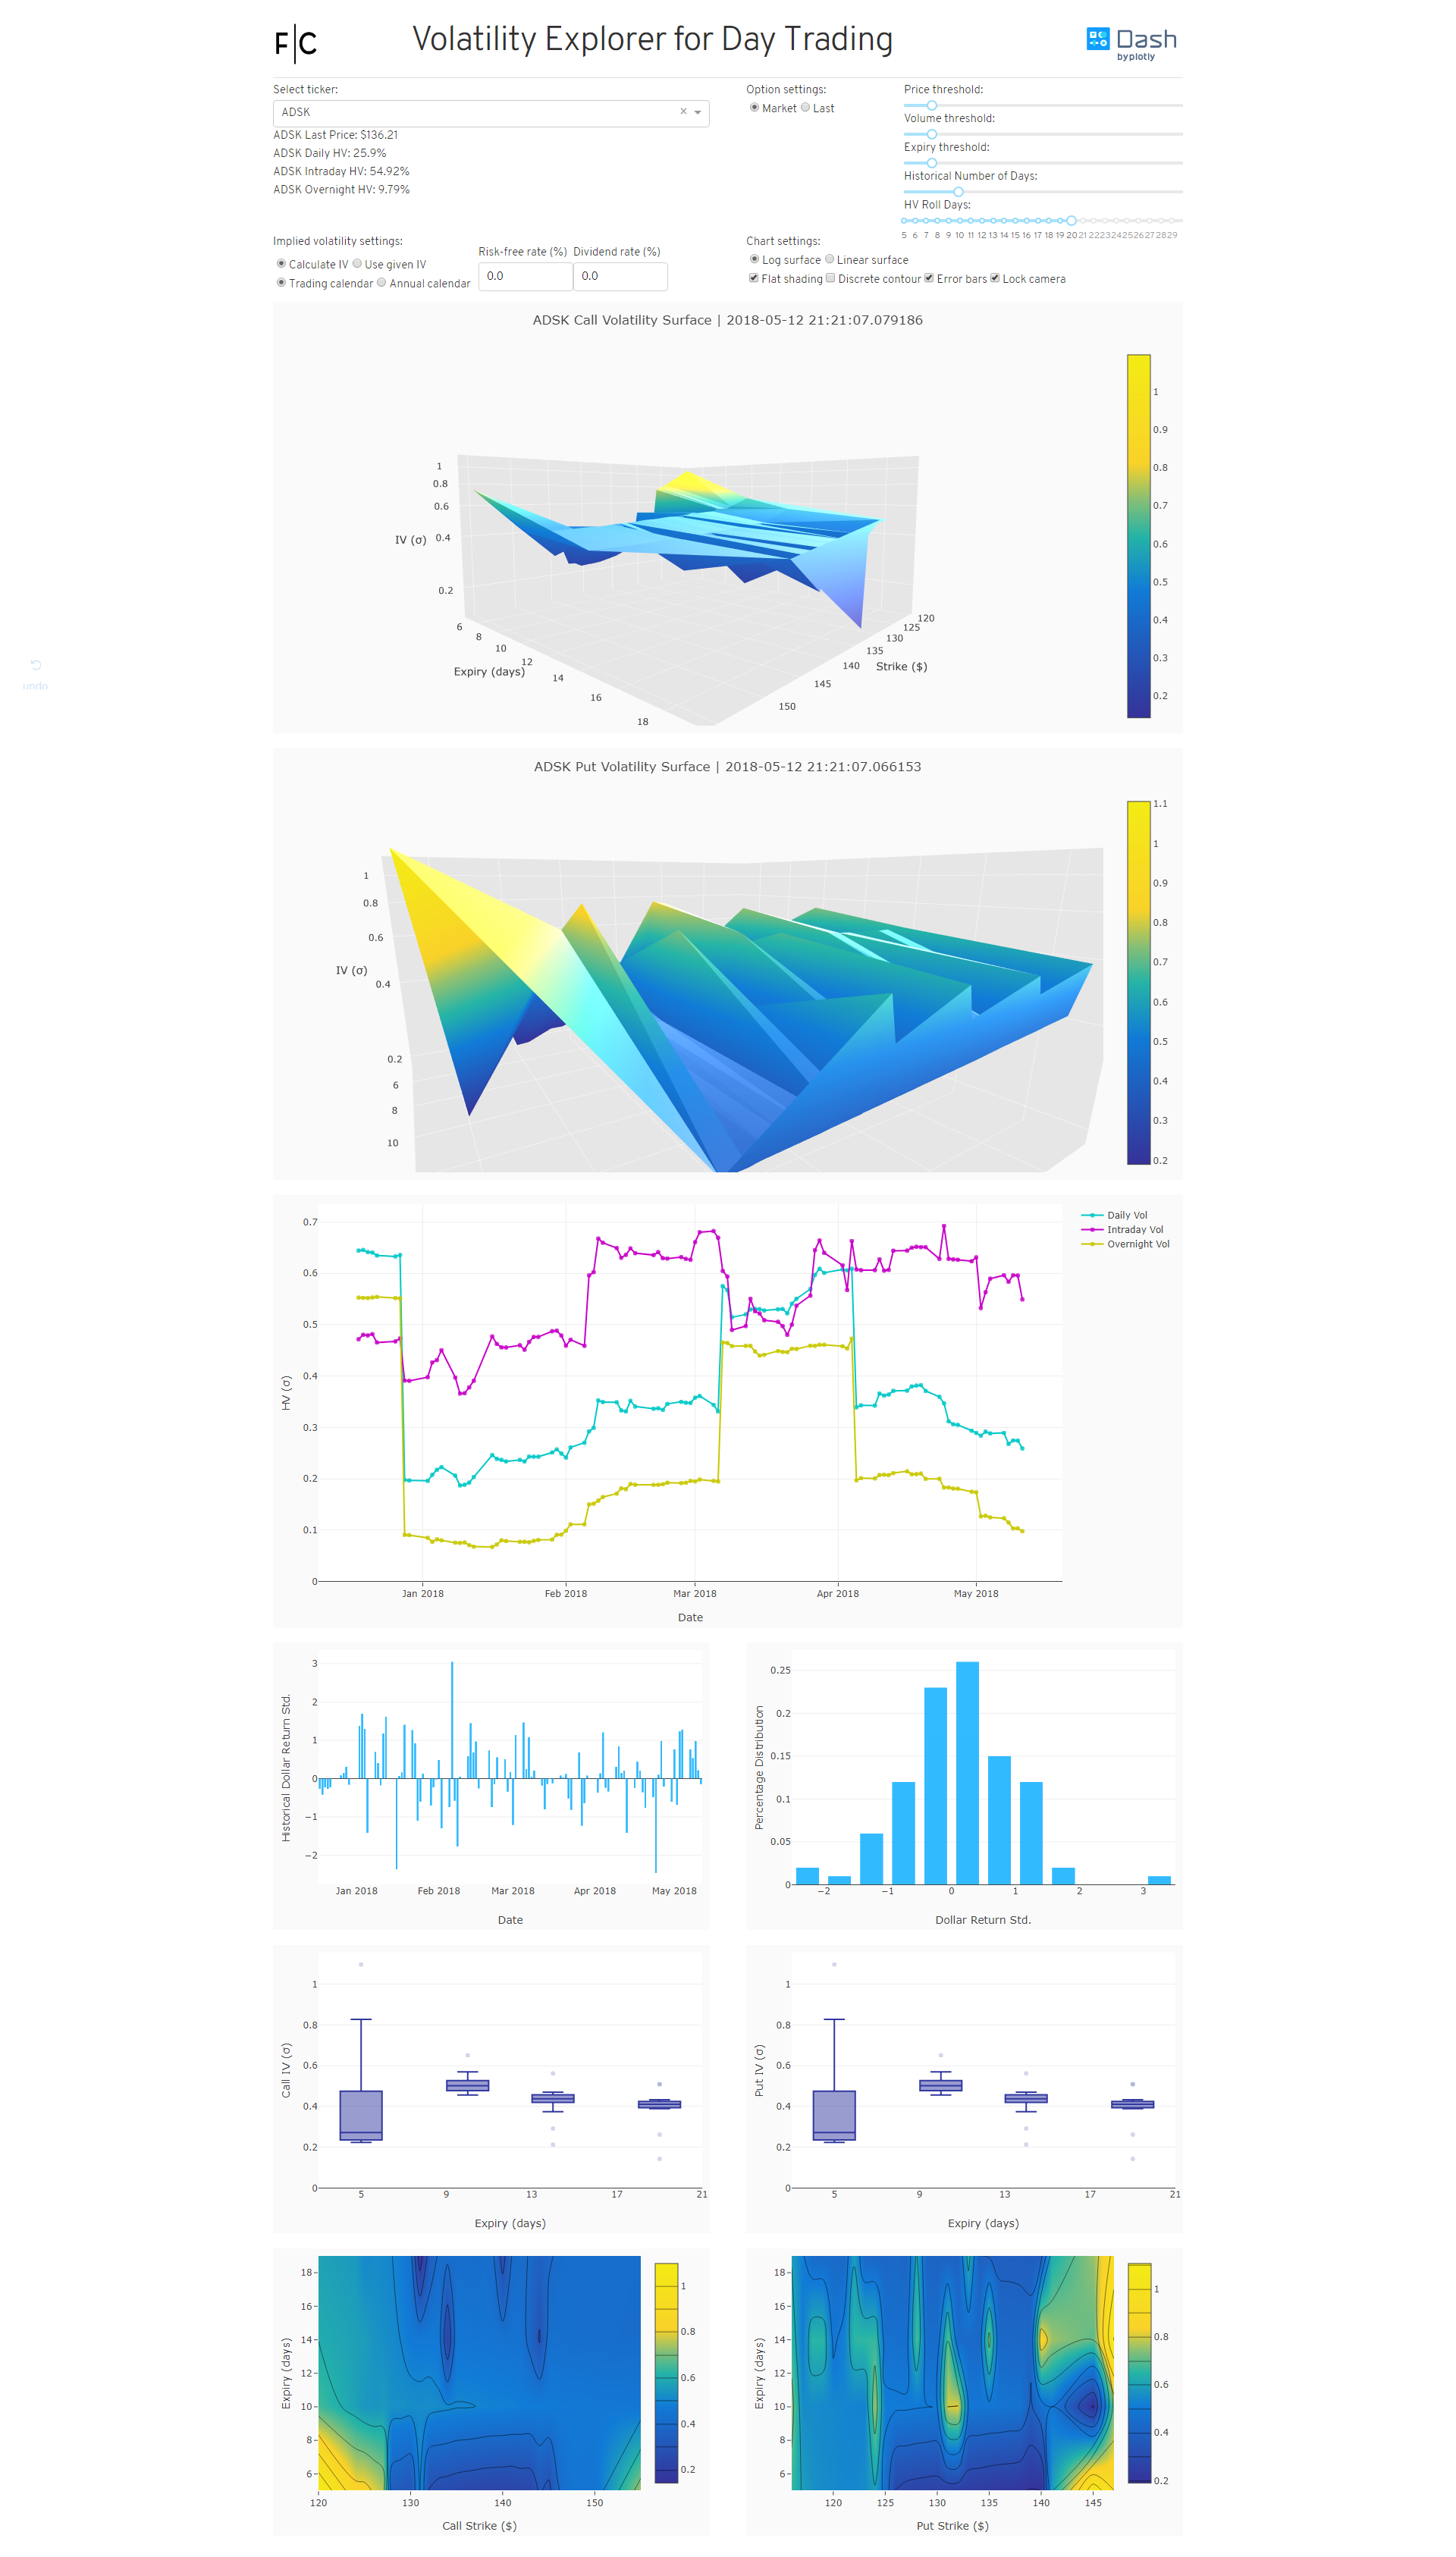 F|C
Volatility Explorer for Day Trading
Dash
by plotly
Select ticker:
ADSK
ADSK Last Price: $136.21
ADSK Daily HV: 25.9%
ADSK Intraday HV: 54.92%
ADSK Overnight HV: 9.79%
Option settings:
Market Last
Price threshold:
Volume threshold:
Expiry threshold:
Historical Number of Days:
HV Roll Days:
5 6 7 8 9 10 11 12 13 14 15 16 17 18 19 20 21 22 23 24 25 26 27 28 29
Implied volatility settings:
Calculate IV Use given IV
Trading calendar Annual calendar
Risk-free rate (%) Dividend rate (%)
0.0 0.0
Chart settings:
Log surface Linear surface
Flat shading Discrete contour Error bars Lock camera
undo
ADSK Call Volatility Surface | 2018-05-12 21:21:07.079186
1
0.8
0.6
0.4
0.2
IV (σ)
6
8
10
12
14
16
18
Expiry (days)
120
125
130
135
140
145
150
Strike ($)
1
0.9
0.8
0.7
0.6
0.5
0.4
0.3
0.2
ADSK Put Volatility Surface | 2018-05-12 21:21:07.066153
1
0.8
0.6
0.4
0.2
IV (σ)
6
8
10
1.1
1
0.9
0.8
0.7
0.6
0.5
0.4
0.3
0.2
0.7
0.6
0.5
0.4
0.3
0.2
0.1
0
HV (σ)
Jan 2018 Feb 2018 Mar 2018 Apr 2018 May 2018
Date
Daily Vol
Intraday Vol
Overnight Vol
3
2
1
0
−1
−2
Historical Dollar Return Std.
Jan 2018 Feb 2018 Mar 2018 Apr 2018 May 2018
Date
0.25
0.2
0.15
0.1
0.05
0
Percentage Distribution
−2 −1 0 1 2 3
Dollar Return Std.
1
0.8
0.6
0.4
0.2
0
Call IV (σ)
5 9 13 17 21
Expiry (days)
1
0.8
0.6
0.4
0.2
0
Put IV (σ)
5 9 13 17 21
Expiry (days)
18
16
14
12
10
8
6
Expiry (days)
120 130 140 150
Call Strike ($)
1
0.8
0.6
0.4
0.2
18
16
14
12
10
8
6
Expiry (days)
120 125 130 135 140 145
Put Strike ($)
1
0.8
0.6
0.4
0.2